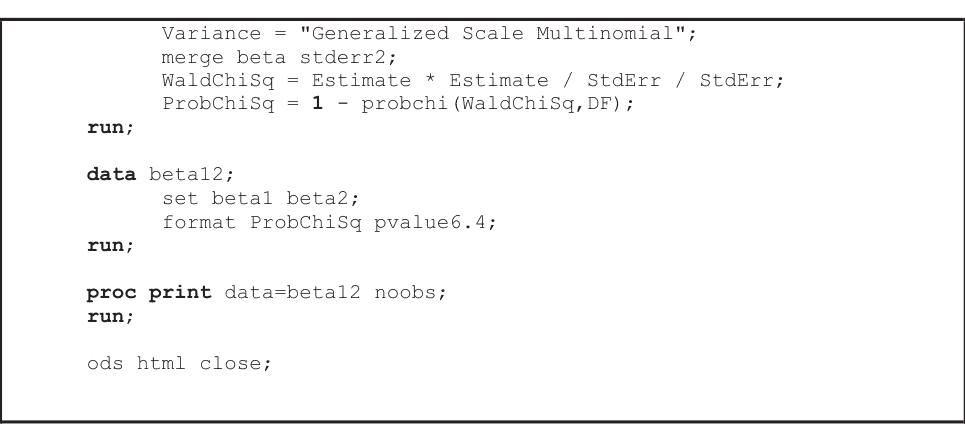 Variance = "Generalized Scale Multinomial";
merge beta stderr2;
WaldChiSq = Estimate * Estimate / StdErr / StdErr;
ProbChiSq = 1 - probchi(WaldChiSq,DF);
run;
data beta12;
set beta1 beta2;
format ProbChiSq pvalue6.4;
run;
proc print data=beta12 noobs;
run;
ods html close;